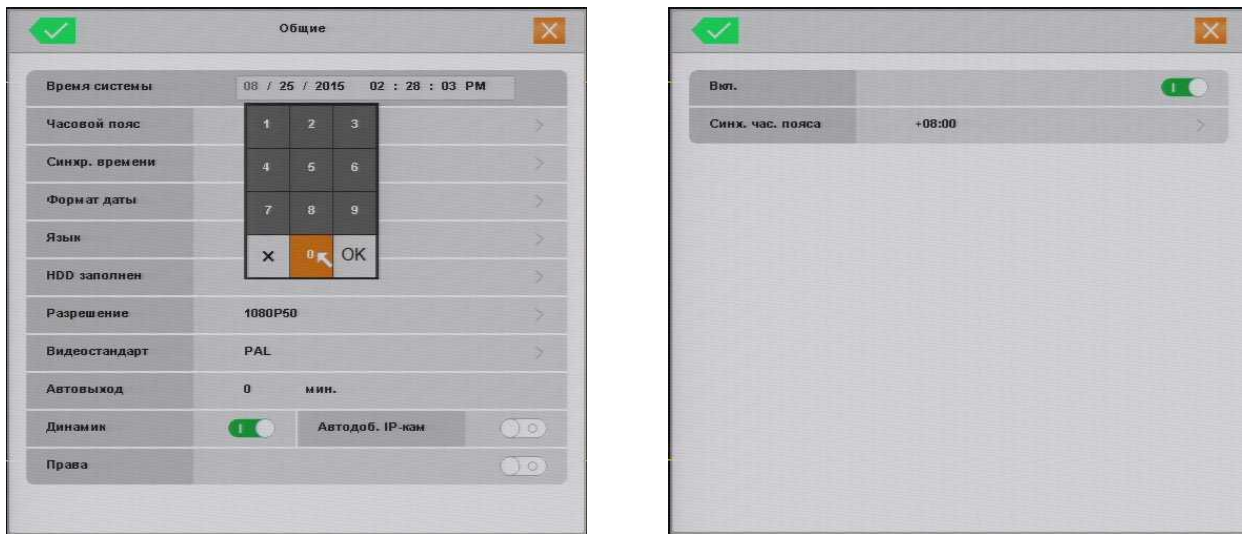 Общие
Время системы 08 / 25 / 2015 02 : 28 : 03 PM
Часовой пояс
1 2 3
Синхр. времени
4 5 6
Формат даты
7 8 9
Язык
× 0 OK
HDD заполнен
Разрешение 1080P50
Видеостандарт PAL
Автовыход 0 мин.
Динамик Автодоб. IP-кам
Права
Вкл.
Синх. час. пояса +08:00